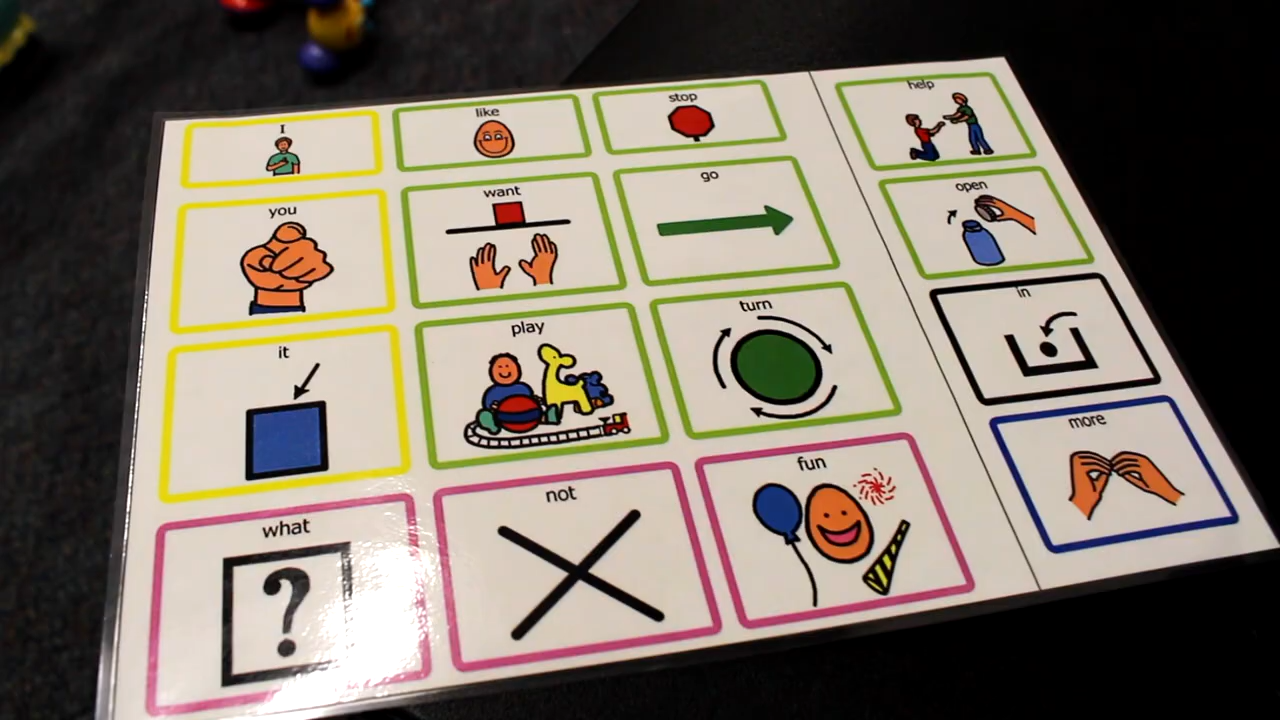 I
like
stop
help
you
want
go
open
it
play
turn
in
what
?
not
fun
more